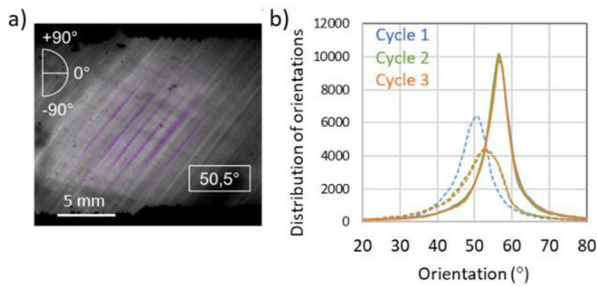 a)
+90°
0°
-90°
50,5°
5 mm
b)
Distribution of orientations
12000
10000
8000
6000
4000
2000
0
Cycle 1
Cycle 2
Cycle 3
20 30 40 50 60 70 80
Orientation (°)